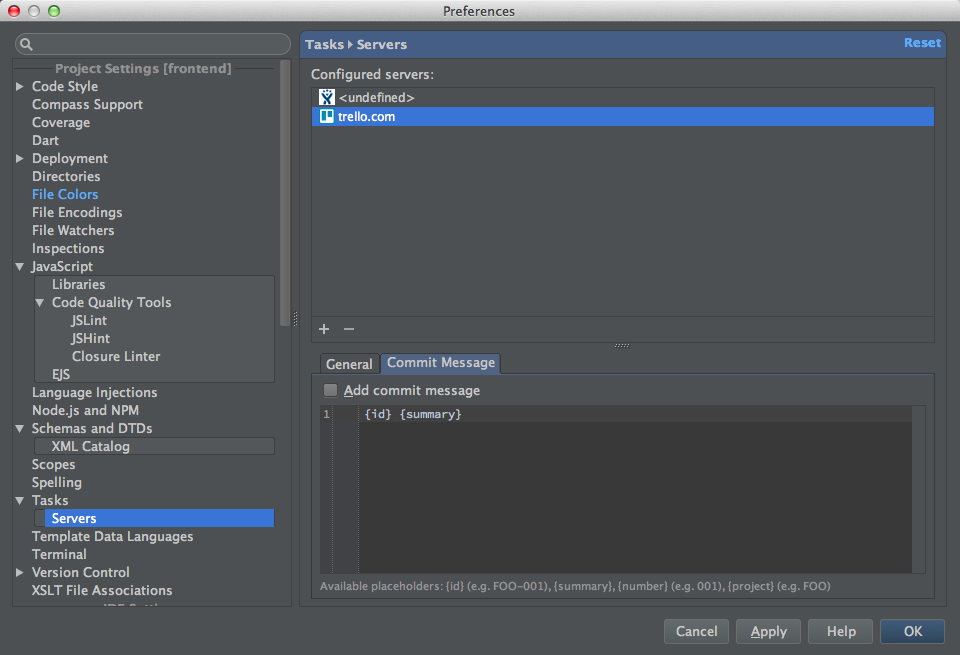 Preferences
Project Settings [frontend]
Code Style
Compass Support
Coverage
Dart
Deployment
Directories
File Colors
File Encodings
File Watchers
Inspections
JavaScript
Libraries
Code Quality Tools
JSLint
JSHint
Closure Linter
EJS
Language Injections
Node.js and NPM
Schemas and DTDs
XML Catalog
Scopes
Spelling
Tasks
Servers
Template Data Languages
Terminal
Version Control
XSLT File Associations
Tasks ▸ Servers
Reset
Configured servers:
<undefined>
trello.com
General
Commit Message
Add commit message
1 {id} {summary}
Available placeholders: {id} (e.g. FOO-001), {summary}, {number} (e.g. 001), {project} (e.g. FOO)
Cancel
Apply
Help
OK